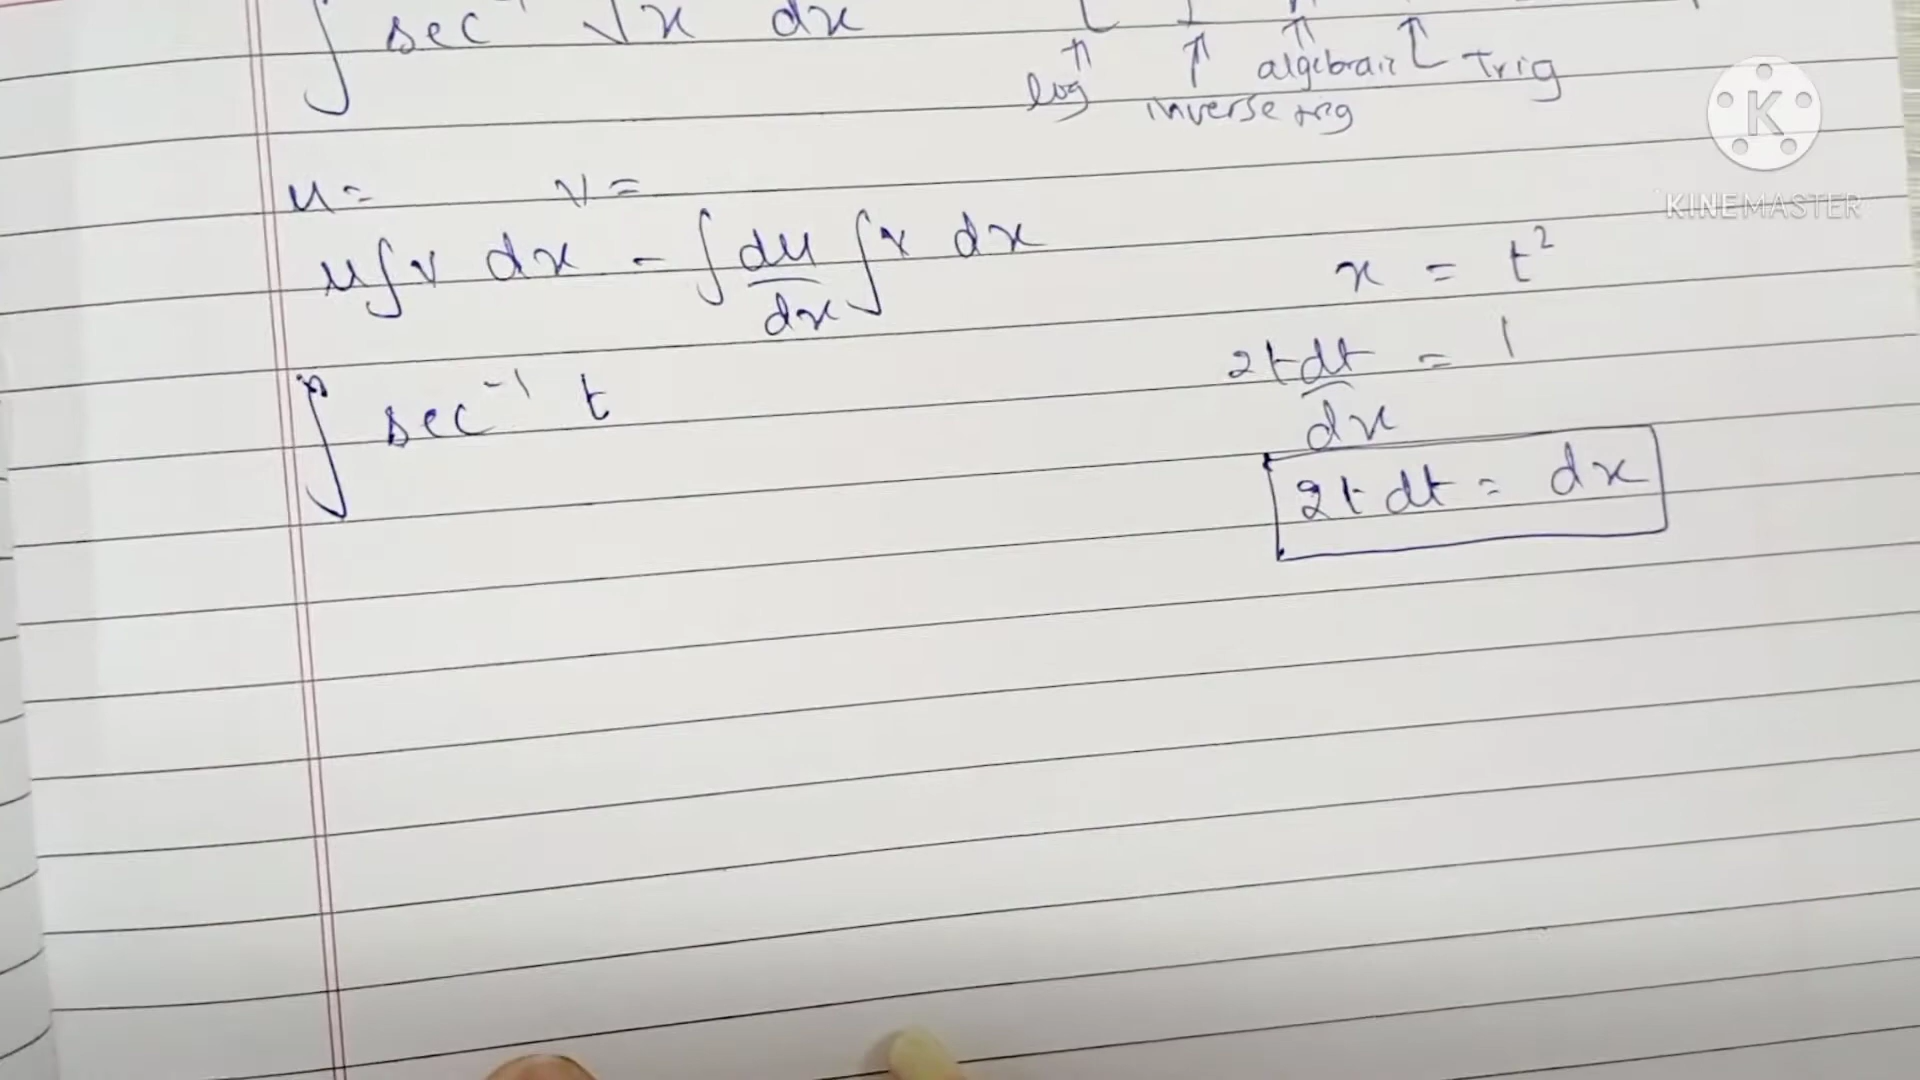 ∫ sec⁻¹ √x dx
log
inverse trig
algebraic
Trig
K
KINEMASTER
u= v=
u∫v dx - ∫ du/dx ∫v dx
x = t²
2t dt/dx = 1
2t dt = dx
∫ sec⁻¹ t